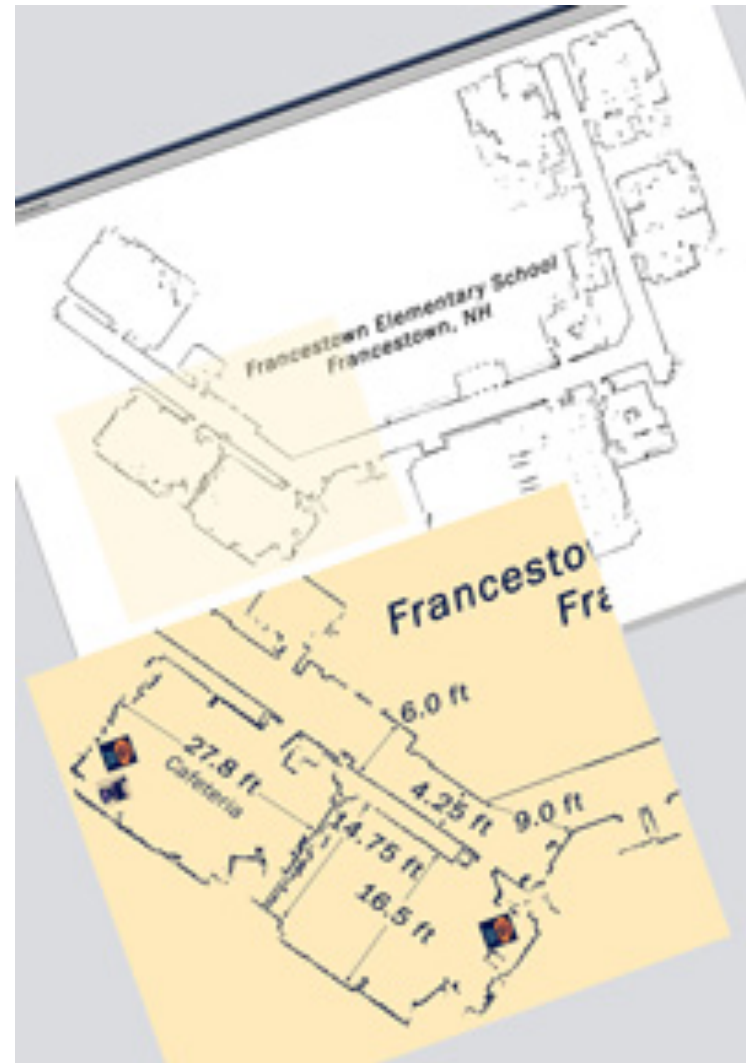 Francestown Elementary School
Francestown, NH
Francesto
Fra
6.0 ft
27.8 ft
Cafeteria
4.25 ft
9.0 ft
14.75 ft
16.5 ft